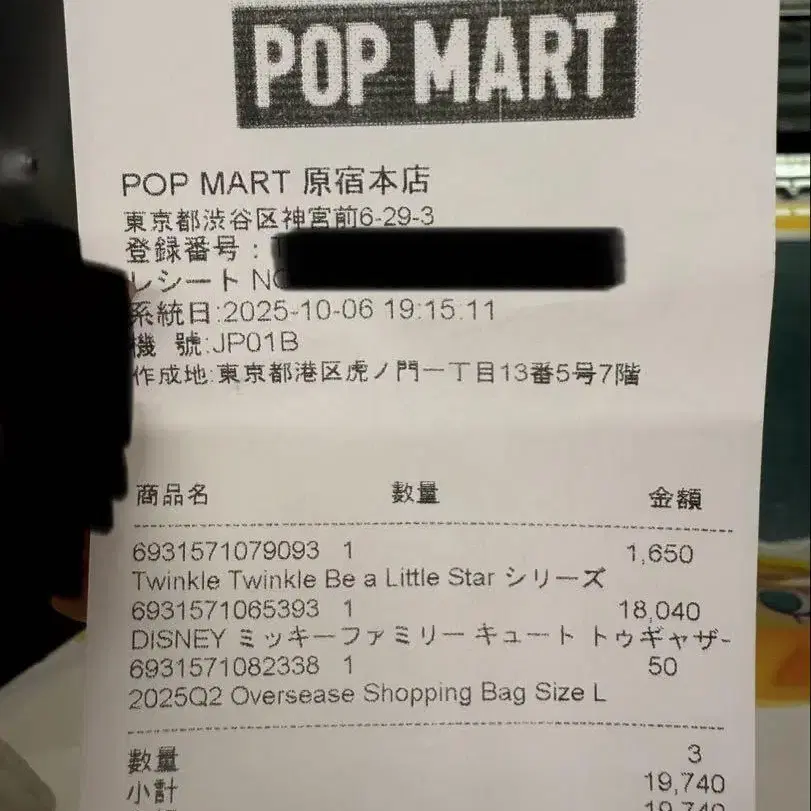 POP MART
POP MART 原宿本店
東京都渋谷区神宮前6-29-3
登録番号:
レシート NO
系統日:2025-10-06 19:15:11
機 號:JP01B
作成地:東京都港区虎ノ門一丁目13番5号7階
商品名 数量 金額
6931571079093 1 1,650
Twinkle Twinkle Be a Little Star シリーズ
6931571065393 1 18,040
DISNEY ミッキーファミリー キュート トゥギャザ-
6931571082338 1 50
2025Q2 Oversease Shopping Bag Size L
数量 3
小計 19,740
19,740